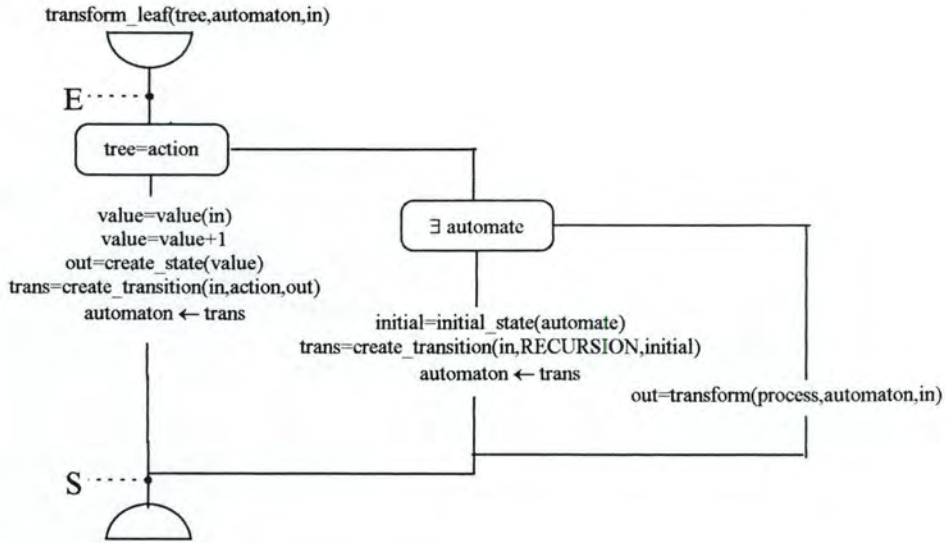 transform_leaf(tree,automaton,in)
E
tree=action
value=value(in)
value=value+1
out=create_state(value)
trans=create_transition(in,action,out)
automaton ← trans
∃ automate
initial=initial_state(automate)
trans=create_transition(in,RECURSION,initial)
automaton ← trans
out=transform(process,automaton,in)
S